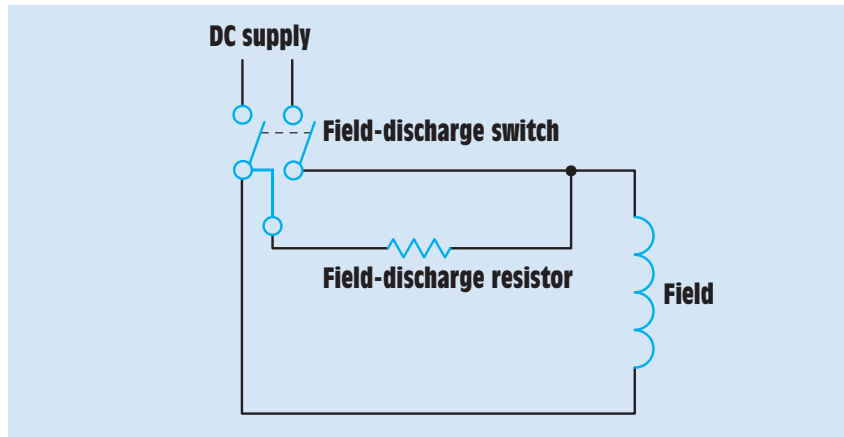 DC supply
Field-discharge switch
Field-discharge resistor
Field